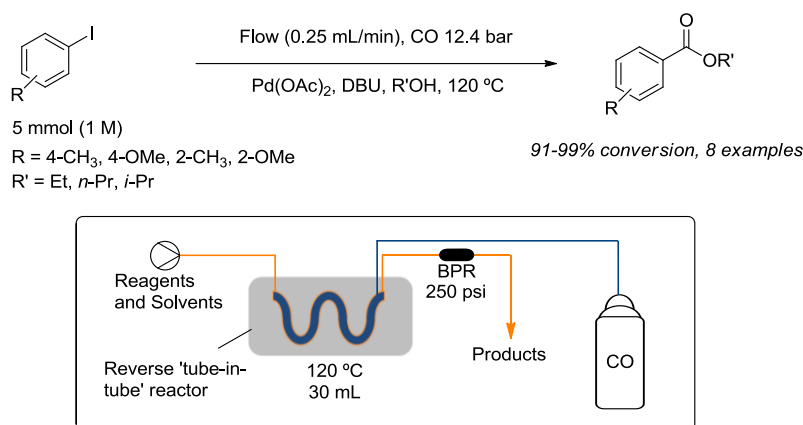 I
R
Flow (0.25 mL/min), CO 12.4 bar
Pd(OAc)2, DBU, R'OH, 120 ºC
O
OR'
R
5 mmol (1 M)
R = 4-CH3, 4-OMe, 2-CH3, 2-OMe
R' = Et, n-Pr, i-Pr
91-99% conversion, 8 examples
Reagents
and Solvents
BPR
250 psi
Reverse 'tube-in-
tube' reactor
120 ºC
30 mL
Products
CO